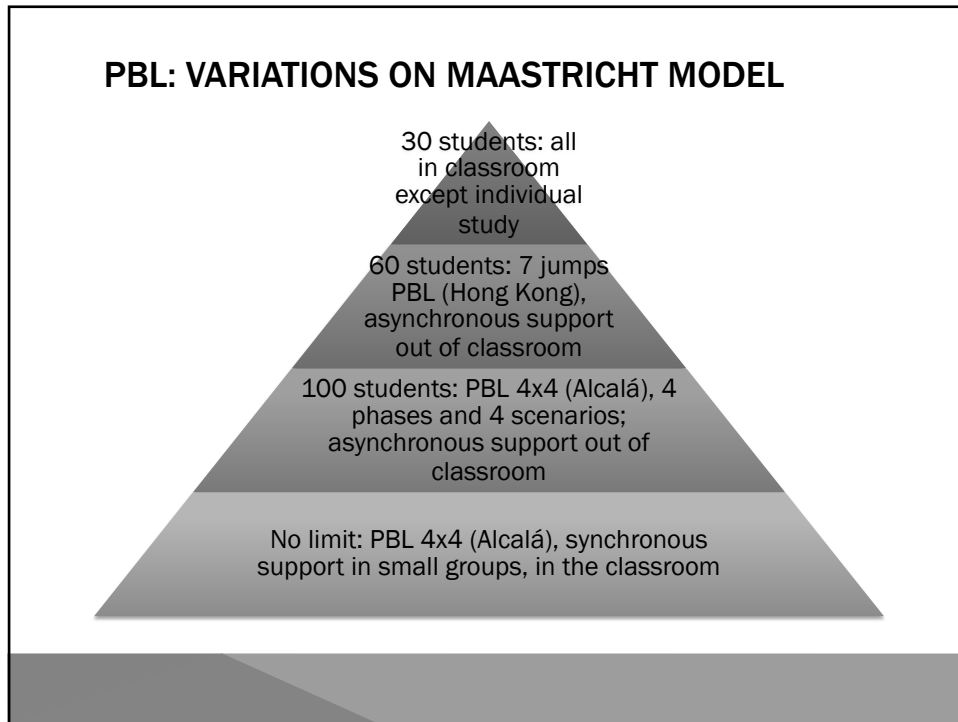 PBL: VARIATIONS ON MAASTRICHT MODEL
30 students: all
in classroom
except individual
study
60 students: 7 jumps
PBL (Hong Kong),
asynchronous support
out of classroom
100 students: PBL 4x4 (Alcalá), 4
phases and 4 scenarios;
asynchronous support out of
classroom
No limit: PBL 4x4 (Alcalá), synchronous
support in small groups, in the classroom